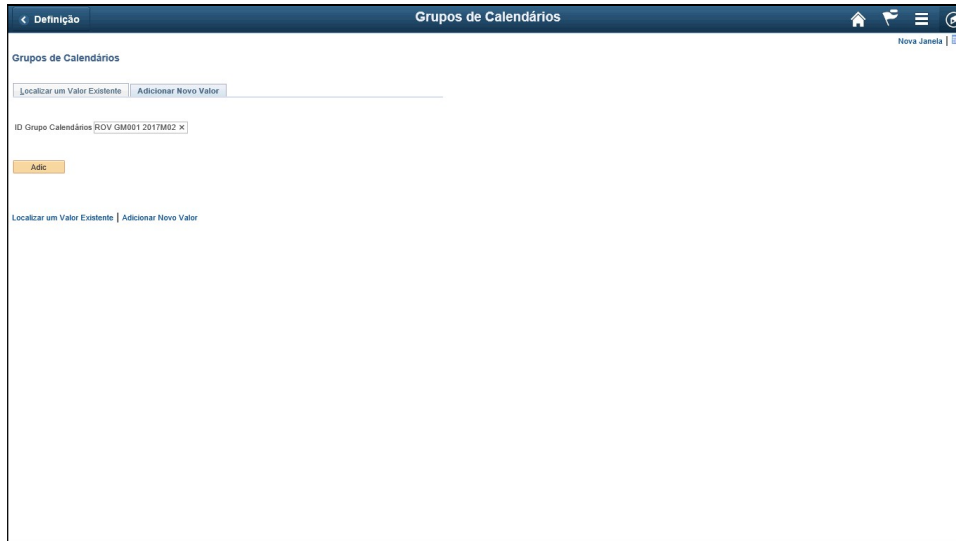 Definição
Grupos de Calendários
Nova Janela |
Grupos de Calendários
Localizar um Valor Existente Adicionar Novo Valor
ID Grupo Calendários ROV GM001 2017M02 ×
Adic
Localizar um Valor Existente | Adicionar Novo Valor